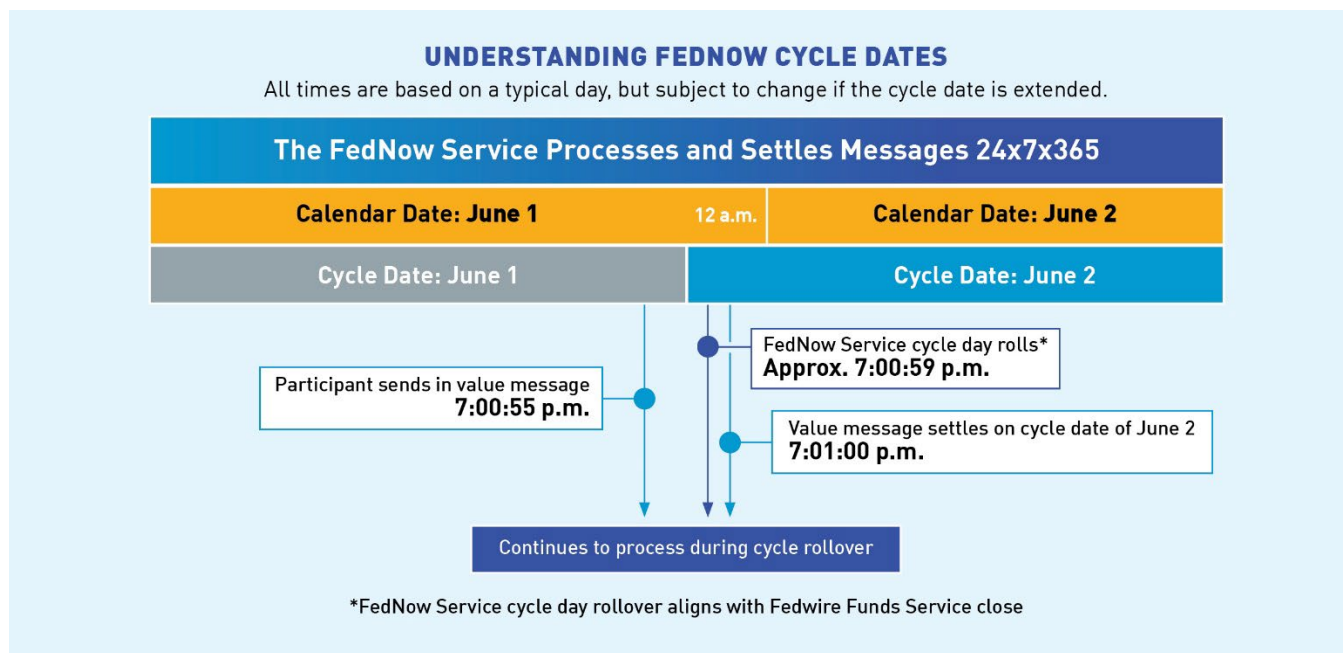 UNDERSTANDING FEDNOW CYCLE DATES
All times are based on a typical day, but subject to change if the cycle date is extended.
The FedNow Service Processes and Settles Messages 24x7x365
Calendar Date: June 1
12 a.m.
Calendar Date: June 2
Cycle Date: June 1
Cycle Date: June 2
FedNow Service cycle day rolls*
Approx. 7:00:59 p.m.
Participant sends in value message
7:00:55 p.m.
Value message settles on cycle date of June 2
7:01:00 p.m.
Continues to process during cycle rollover
*FedNow Service cycle day rollover aligns with Fedwire Funds Service close